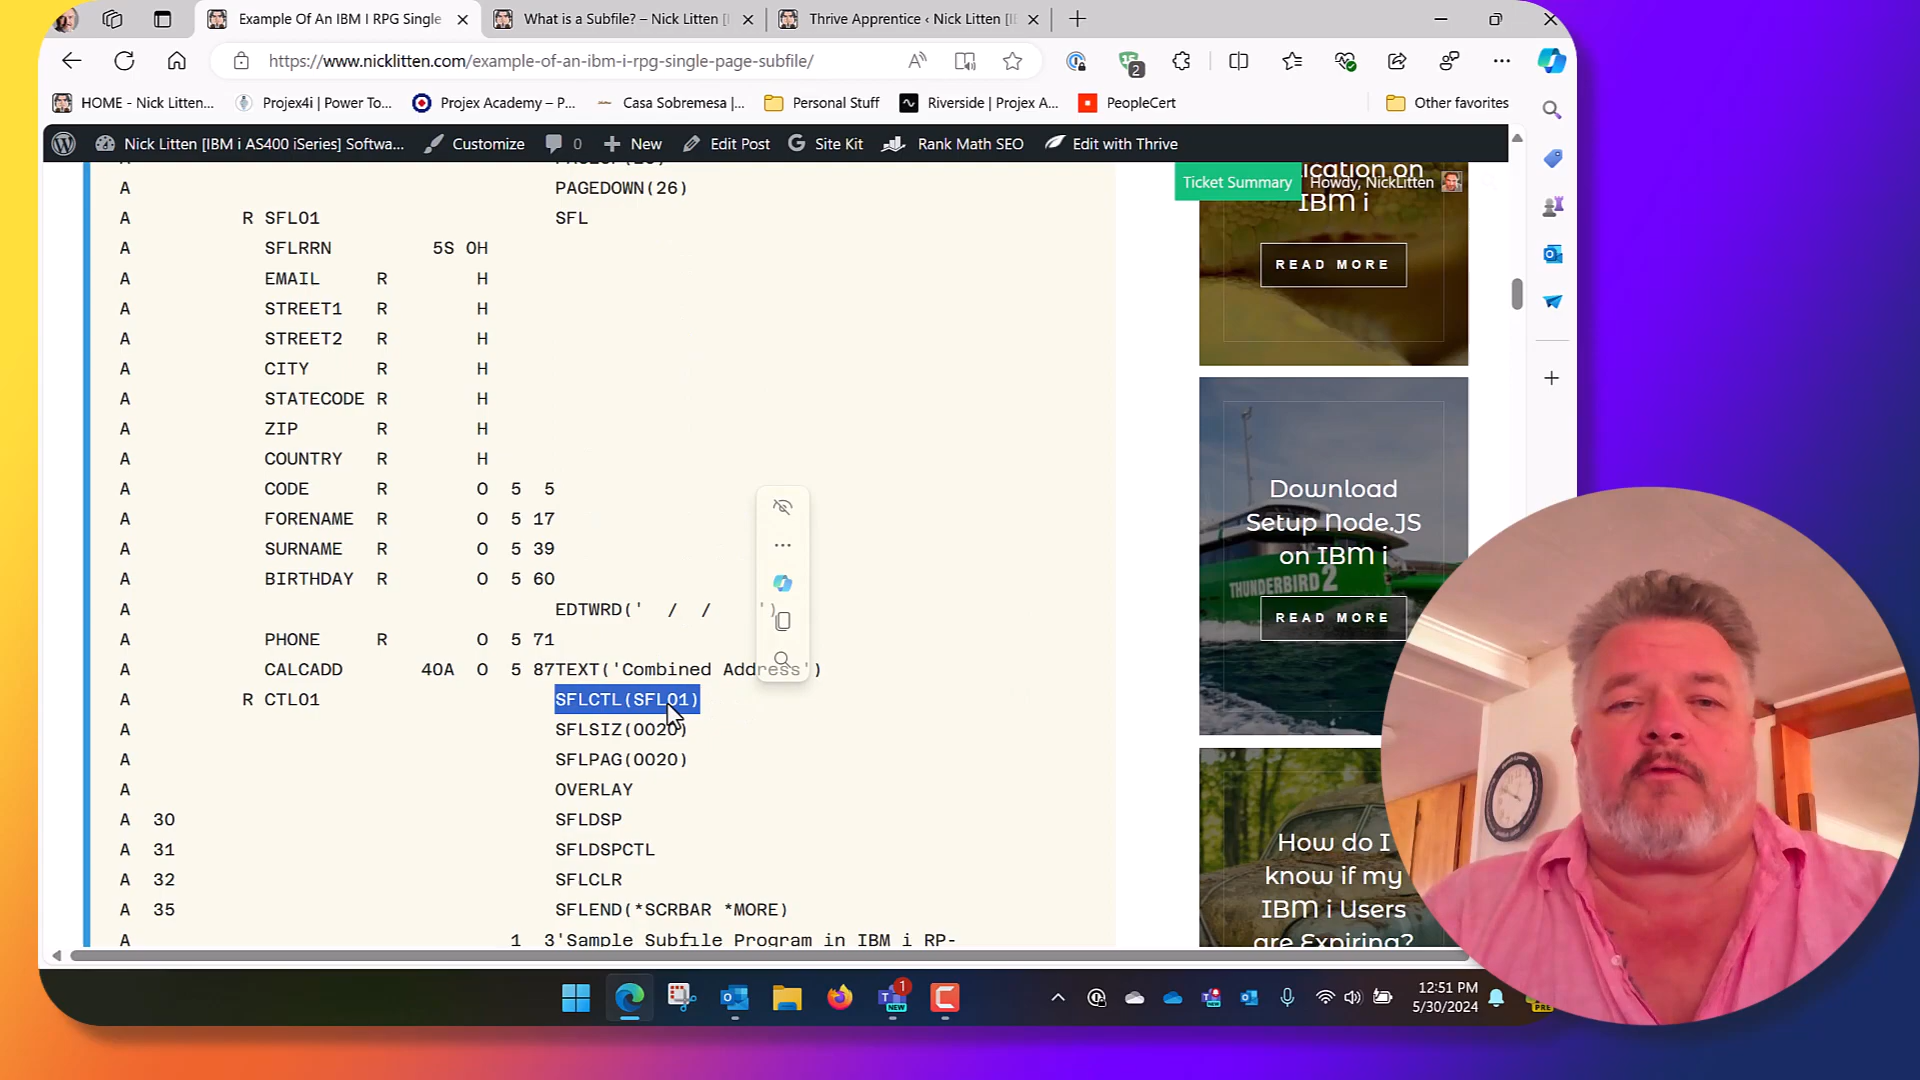 Example Of An IBM I RPG Single
What is a Subfile? – Nick Litten [
Thrive Apprentice ‹ Nick Litten [I
https://www.nicklitten.com/example-of-an-ibm-i-rpg-single-page-subfile/
2
HOME - Nick Litten...
Projex4i | Power To...
Projex Academy – P...
Casa Sobremesa |...
Personal Stuff
Riverside | Projex A...
PeopleCert
Other favorites
Nick Litten [IBM i AS400 iSeries] Softwa...
Customize
0
New
Edit Post
Site Kit
Rank Math SEO
Edit with Thrive
Ticket Summary
Howdy, NickLitten
A PAGEDOWN(26)
A R SFL01 SFL
A SFLRRN 5S 0H
A EMAIL R H
A STREET1 R H
A STREET2 R H
A CITY R H
A STATECODE R H
A ZIP R H
A COUNTRY R H
A CODE R O 5 5
A FORENAME R O 5 17
A SURNAME R O 5 39
A BIRTHDAY R O 5 60
A EDTWRD('  /  /    ')
A PHONE R O 5 71
A CALCADD 40A O 5 87TEXT('Combined Address')
A R CTL01 SFLCTL(SFL01)
A SFLSIZ(0020)
A SFLPAG(0020)
A OVERLAY
A 30 SFLDSP
A 31 SFLDSPCTL
A 32 SFLCLR
A 35 SFLEND(*SCRBAR *MORE)
A 1 3'Sample Subfile Program in IBM i RP-
ication on
IBM i
READ MORE
Download
Setup Node.JS
on IBM i
THUNDERBIRD 2
READ MORE
How do I
know if my
IBM i Users
are Expiring?
1
NEW
12:51 PM
5/30/2024
PRE